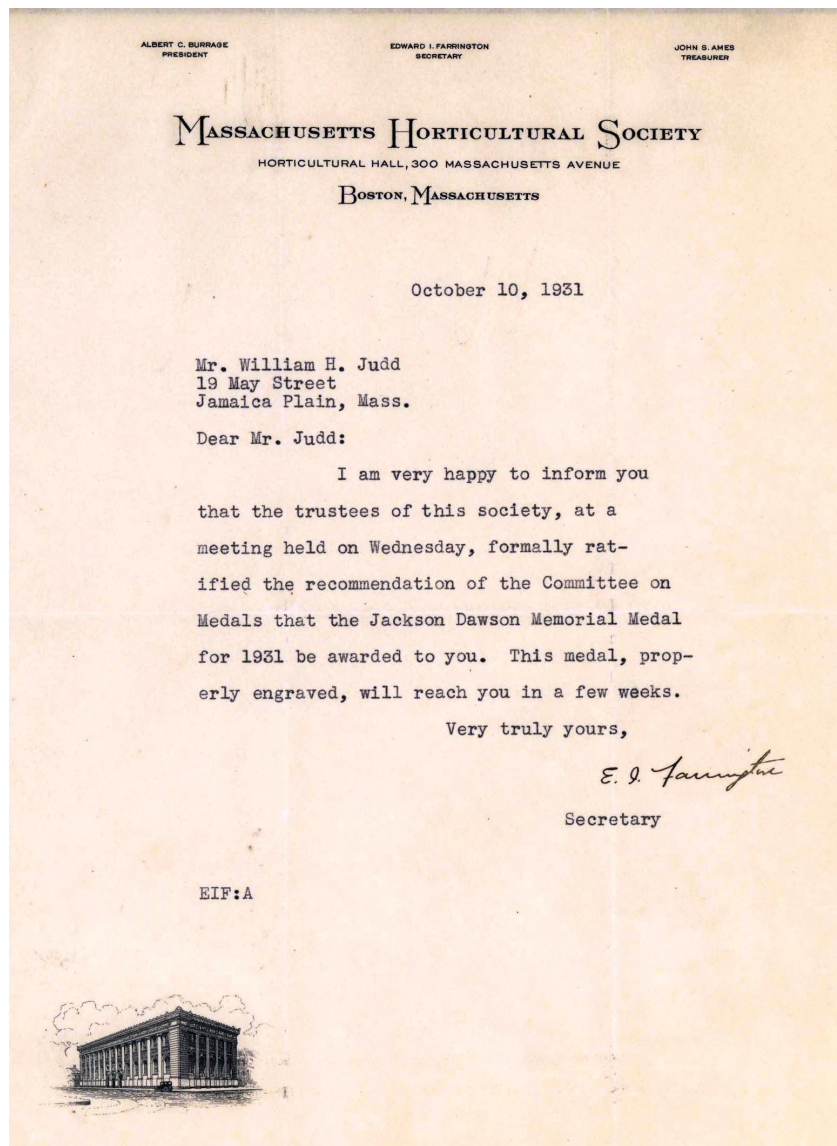 ALBERT C. BURRAGE
PRESIDENT
EDWARD I. FARRINGTON
SECRETARY
JOHN S. AMES
TREASURER
MASSACHUSETTS HORTICULTURAL SOCIETY
HORTICULTURAL HALL, 300 MASSACHUSETTS AVENUE
BOSTON, MASSACHUSETTS
October 10, 1931
Mr. William H. Judd
19 May Street
Jamaica Plain, Mass.
Dear Mr. Judd:
I am very happy to inform you
that the trustees of this society, at a
meeting held on Wednesday, formally rat-
ified the recommendation of the Committee on
Medals that the Jackson Dawson Memorial Medal
for 1931 be awarded to you. This medal, prop-
erly engraved, will reach you in a few weeks.
Very truly yours,
E. I. Farrington
Secretary
EIF:A